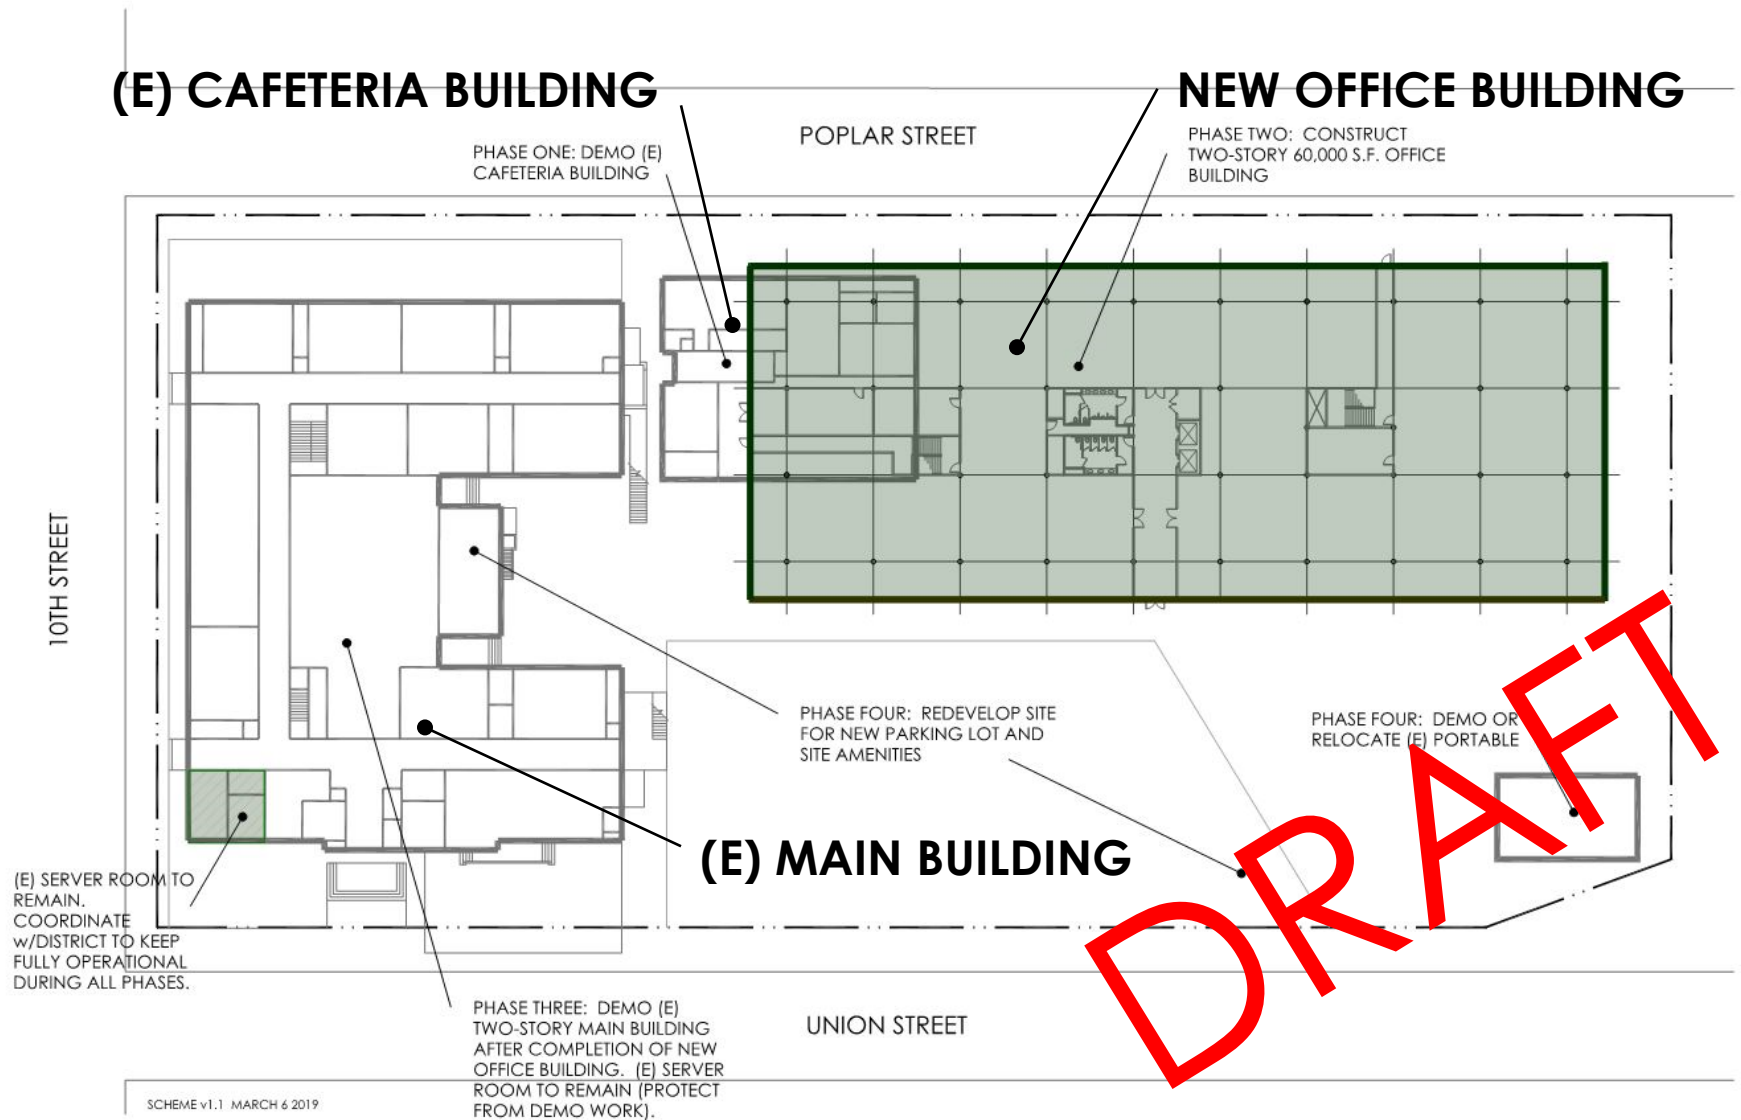 (E) CAFETERIA BUILDING
NEW OFFICE BUILDING
POPLAR STREET
PHASE ONE: DEMO (E)
CAFETERIA BUILDING
PHASE TWO: CONSTRUCT
TWO-STORY 60,000 S.F. OFFICE
BUILDING
10TH STREET
PHASE FOUR: REDEVELOP SITE
FOR NEW PARKING LOT AND
SITE AMENITIES
PHASE FOUR: DEMO OR
RELOCATE (E) PORTABLE
(E) MAIN BUILDING
DRAFT
(E) SERVER ROOM TO
REMAIN.
COORDINATE
w/DISTRICT TO KEEP
FULLY OPERATIONAL
DURING ALL PHASES.
PHASE THREE: DEMO (E)
TWO-STORY MAIN BUILDING
AFTER COMPLETION OF NEW
OFFICE BUILDING. (E) SERVER
ROOM TO REMAIN (PROTECT
FROM DEMO WORK).
UNION STREET
SCHEME v1.1 MARCH 6 2019